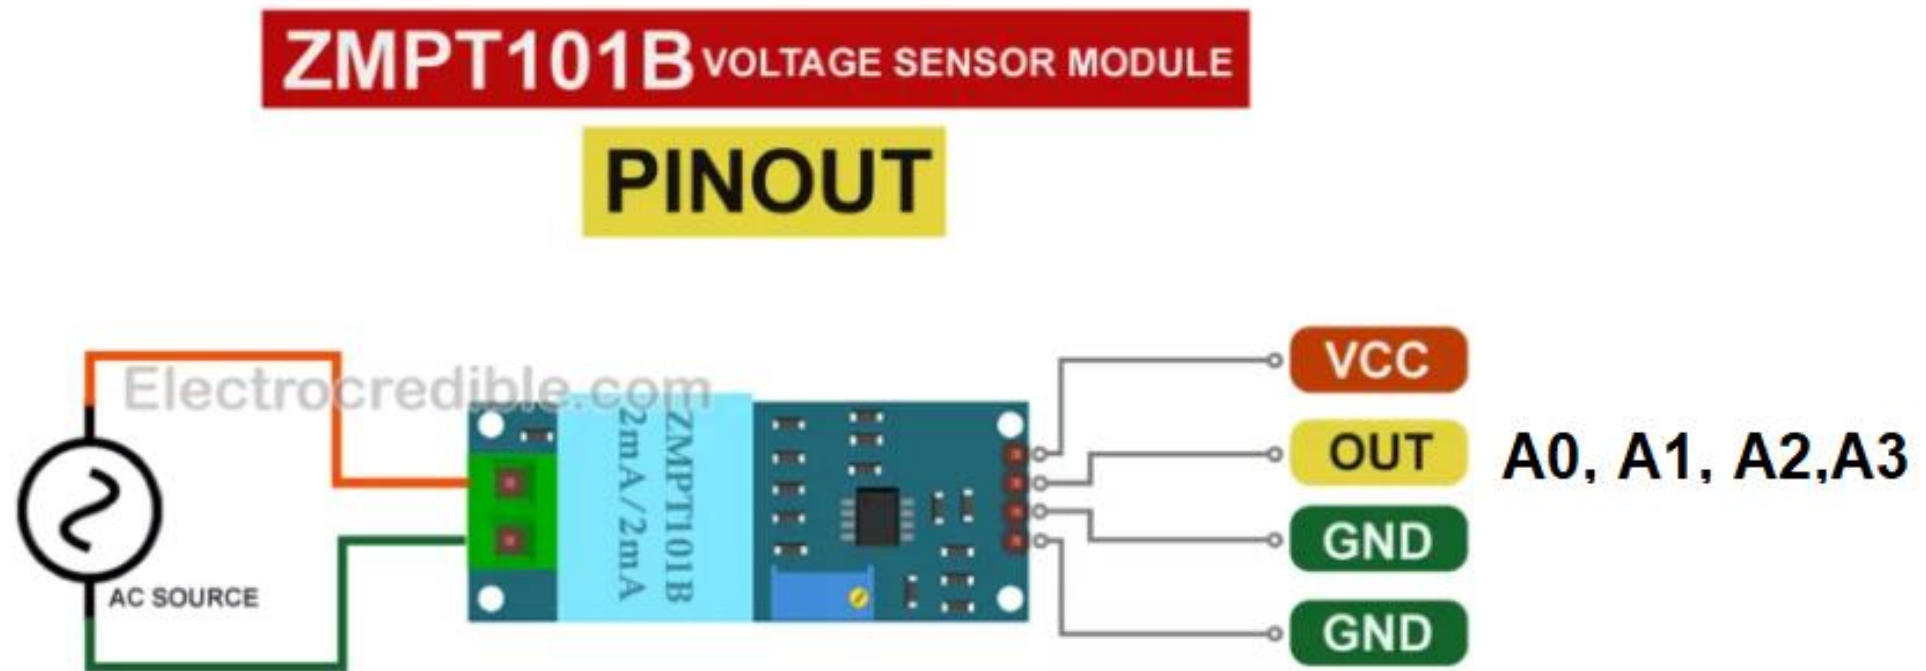 ZMPT101B VOLTAGE SENSOR MODULE
PINOUT
Electrocredible.com
VCC
OUT
A0, A1, A2,A3
GND
GND
AC SOURCE
ZMPT101B
2mA/2mA